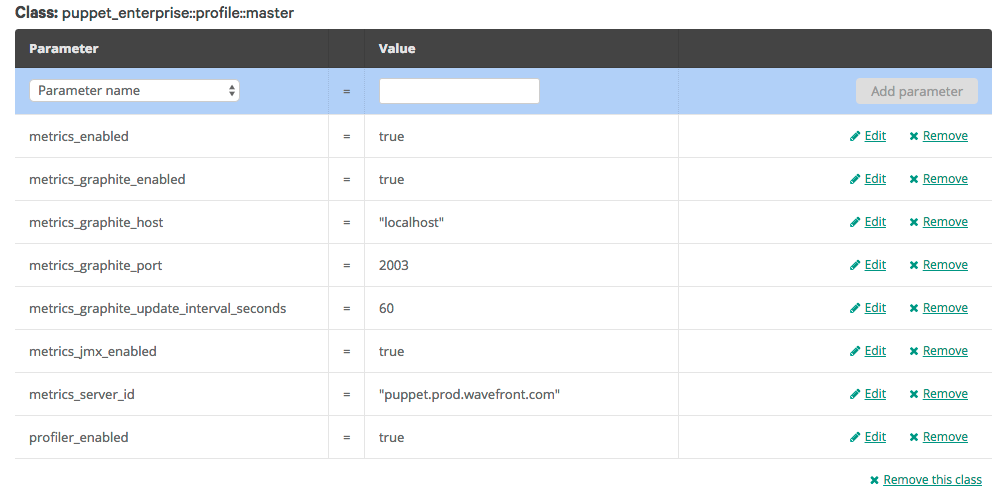 Class: puppet_enterprise::profile::master
Parameter Value
Parameter name = Add parameter
metrics_enabled = true Edit Remove
metrics_graphite_enabled = true Edit Remove
metrics_graphite_host = "localhost" Edit Remove
metrics_graphite_port = 2003 Edit Remove
metrics_graphite_update_interval_seconds = 60 Edit Remove
metrics_jmx_enabled = true Edit Remove
metrics_server_id = "puppet.prod.wavefront.com" Edit Remove
profiler_enabled = true Edit Remove
Remove this class